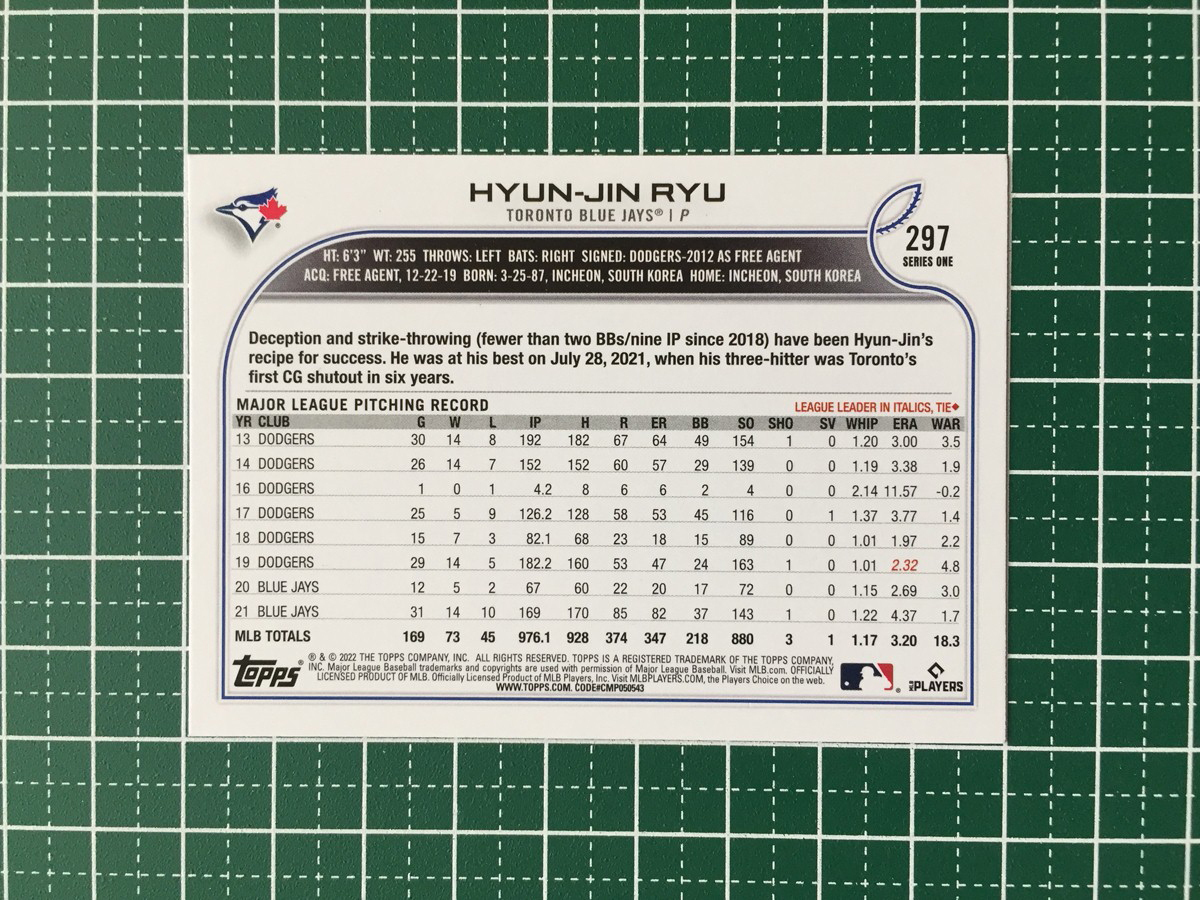 HYUN-JIN RYU
TORONTO BLUE JAYS® | P
297
SERIES ONE
HT: 6'3" WT: 255 THROWS: LEFT BATS: RIGHT SIGNED: DODGERS-2012 AS FREE AGENT
ACQ: FREE AGENT, 12-22-19 BORN: 3-25-87, INCHEON, SOUTH KOREA HOME: INCHEON, SOUTH KOREA
Deception and strike-throwing (fewer than two BBs/nine IP since 2018) have been Hyun-Jin's
recipe for success. He was at his best on July 28, 2021, when his three-hitter was Toronto's
first CG shutout in six years.
MAJOR LEAGUE PITCHING RECORD LEAGUE LEADER IN ITALICS, TIE◆
YR CLUB G W L IP H R ER BB SO SHO SV WHIP ERA WAR
13 DODGERS 30 14 8 192 182 67 64 49 154 1 0 1.20 3.00 3.5
14 DODGERS 26 14 7 152 152 60 57 29 139 0 0 1.19 3.38 1.9
16 DODGERS 1 0 1 4.2 8 6 6 2 4 0 0 2.14 11.57 -0.2
17 DODGERS 25 5 9 126.2 128 58 53 45 116 0 1 1.37 3.77 1.4
18 DODGERS 15 7 3 82.1 68 23 18 15 89 0 0 1.01 1.97 2.2
19 DODGERS 29 14 5 182.2 160 53 47 24 163 1 0 1.01 2.32 4.8
20 BLUE JAYS 12 5 2 67 60 22 20 17 72 0 0 1.15 2.69 3.0
21 BLUE JAYS 31 14 10 169 170 85 82 37 143 1 0 1.22 4.37 1.7
MLB TOTALS 169 73 45 976.1 928 374 347 218 880 3 1 1.17 3.20 18.3
Topps®
® & © 2022 THE TOPPS COMPANY, INC. ALL RIGHTS RESERVED. TOPPS IS A REGISTERED TRADEMARK OF THE TOPPS COMPANY,
INC. Major League Baseball trademarks and copyrights are used with permission of Major League Baseball. Visit MLB.com. OFFICIALLY
LICENSED PRODUCT OF MLB. Officially Licensed Product of MLB Players, Inc. Visit MLBPLAYERS.COM, the Players Choice on the web.
WWW.TOPPS.COM. CODE#CMP050543
MLB PLAYERS